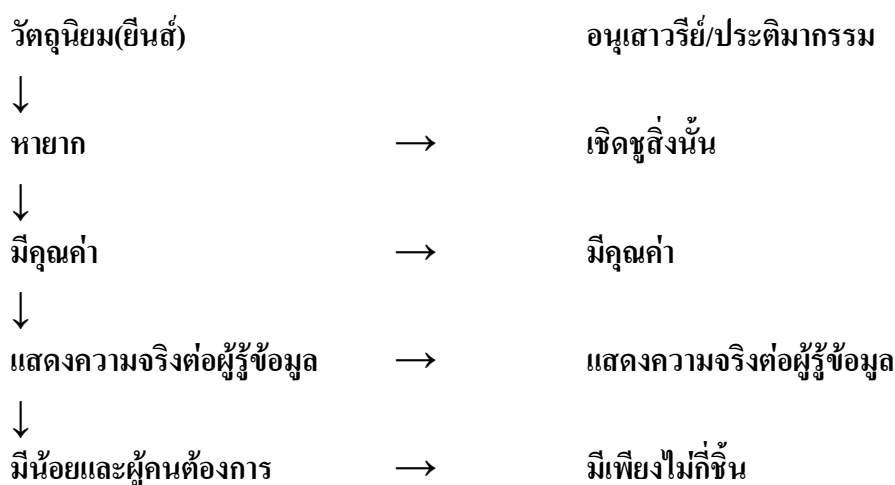 วัตถุนิยม(ยีนส์) อนุเสาวรีย์/ประติมากรรม
↓
หายาก → เชิดชูสิ่งนั้น
↓
มีคุณค่า → มีคุณค่า
↓
แสดงความจริงต่อผู้รู้ข้อมูล → แสดงความจริงต่อผู้รู้ข้อมูล
↓
มีน้อยและผู้คนต้องการ → มีเพียงไม่กี่ชิ้น